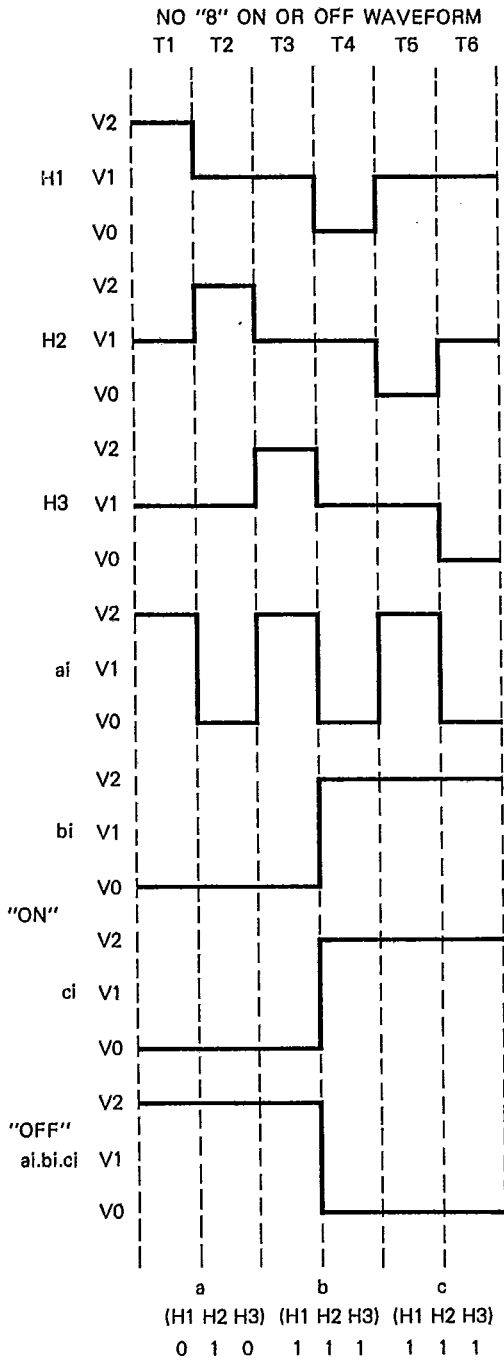 NO "8" ON OR OFF WAVEFORM
T1 T2 T3 T4 T5 T6
V2
H1 V1
V0
V2
H2 V1
V0
V2
H3 V1
V0
V2
ai V1
V0
V2
bi V1
V0
"ON"
V2
ci V1
V0
V2
"OFF"
ai.bi.ci V1
V0
a b c
(H1 H2 H3) (H1 H2 H3) (H1 H2 H3)
0 1 0 1 1 1 1 1 1